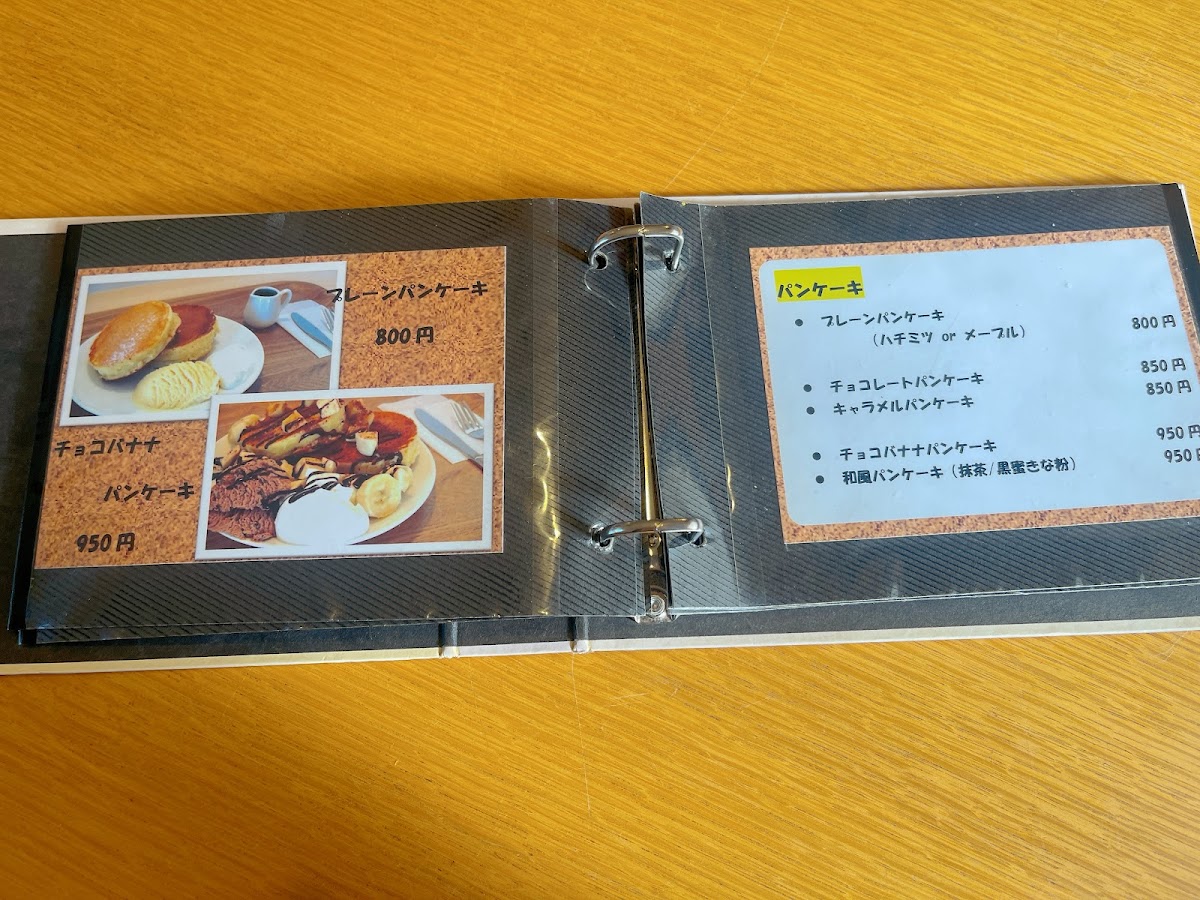 プレーンパンケーキ
800円
チョコバナナ
パンケーキ
950円
パンケーキ
● プレーンパンケーキ
(ハチミツ or メープル) 800円
850円
● チョコレートパンケーキ 850円
● キャラメルパンケーキ
950円
● チョコバナナパンケーキ 950円
● 和風パンケーキ(抹茶/黒蜜きな粉)